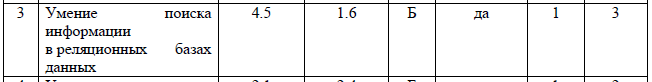 3 Умение поиска 4.5 1.6 Б да 1 3
информации
в реляционных базах
данных